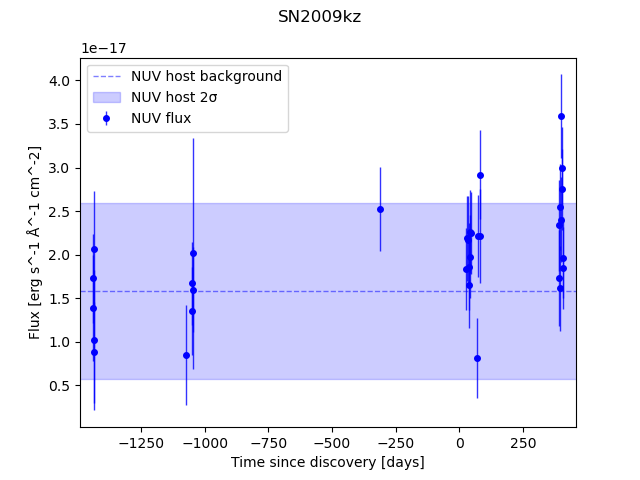 SN2009kz
1e−17
NUV host background
NUV host 2σ
NUV flux
4.0
3.5
3.0
2.5
2.0
1.5
1.0
0.5
Flux [erg s^-1 Å^-1 cm^-2]
−1250 −1000 −750 −500 −250 0 250
Time since discovery [days]